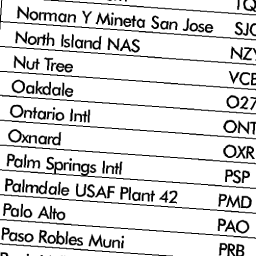 Norman Y Mineta San Jose SJC
North Island NAS NZY
Nut Tree VCB
Oakdale O27
Ontario Intl ONT
Oxnard OXR
Palm Springs Intl PSP
Palmdale USAF Plant 42 PMD
Palo Alto PAO
Paso Robles Muni PRB